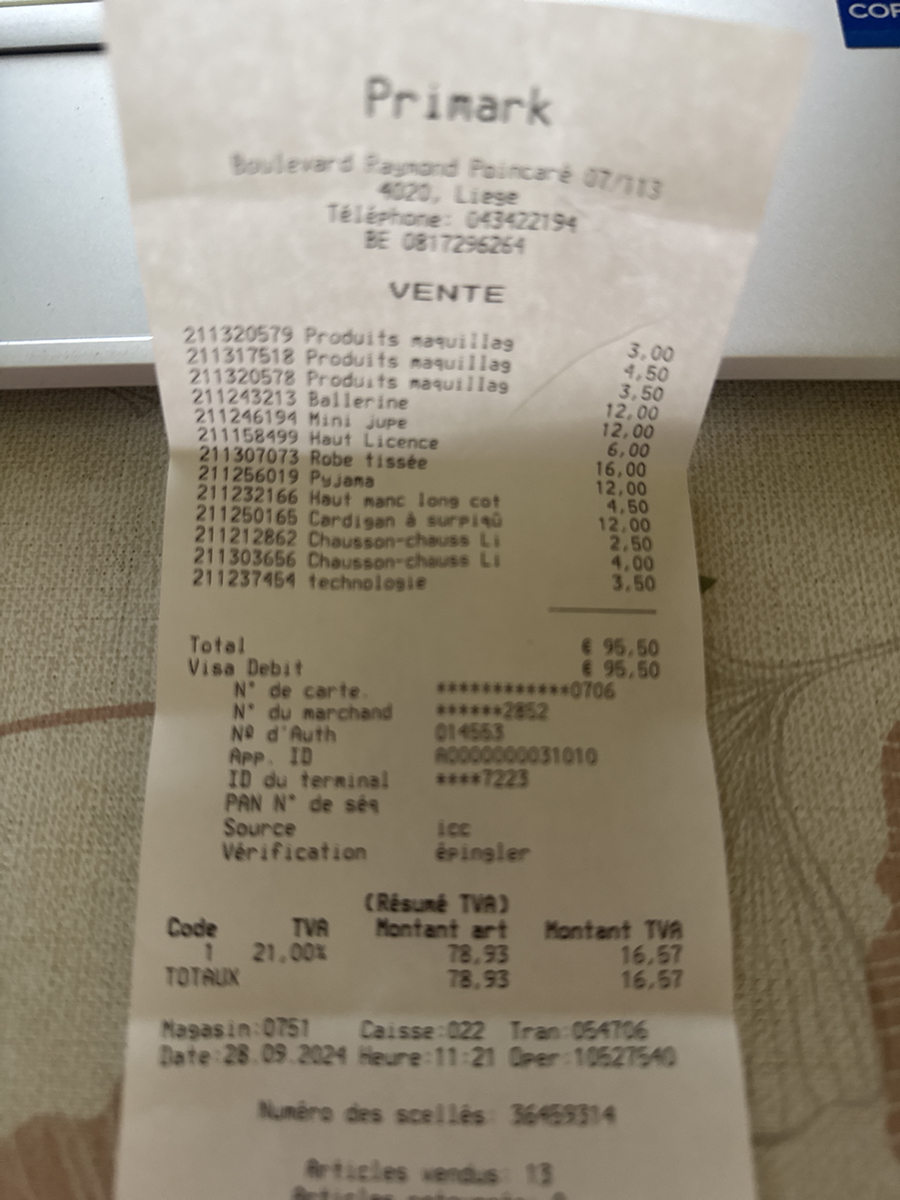 COR
Primark
Boulevard Raymond Poincaré 07/113
4020, Liege
Téléphone: 043422194
BE 0817296264
VENTE
211320579 Produits maquillag 3,00
211317518 Produits maquillag 4,50
211320578 Produits maquillag 3,50
211243213 Ballerine 12,00
211246194 Mini jupe 12,00
211158499 Haut Licence 6,00
211307073 Robe tissée 16,00
211256019 Pyjama 12,00
211232166 Haut manc long cot 4,50
211250165 Cardigan à surpiqû 12,00
211212862 Chausson-chauss Li 2,50
211303656 Chausson-chauss Li 4,00
211237454 technologie 3,50
Total € 95,50
Visa Debit € 95,50
N° de carte. ************0706
N° du marchand ******2852
Nº d'Auth 014553
App. ID A0000000031010
ID du terminal ****7223
PAN N° de séq
Source icc
Vérification épingler
(Résumé TVA)
Code TVA Montant art Montant TVA
1 21,00% 78,93 16,57
TOTAUX 78,93 16,57
Magasin:0751 Caisse:022 Tran:054706
Date:28.09.2024 Heure:11:21 Oper:10527540
Numéro des scellés: 36459314
Articles vendus: 13